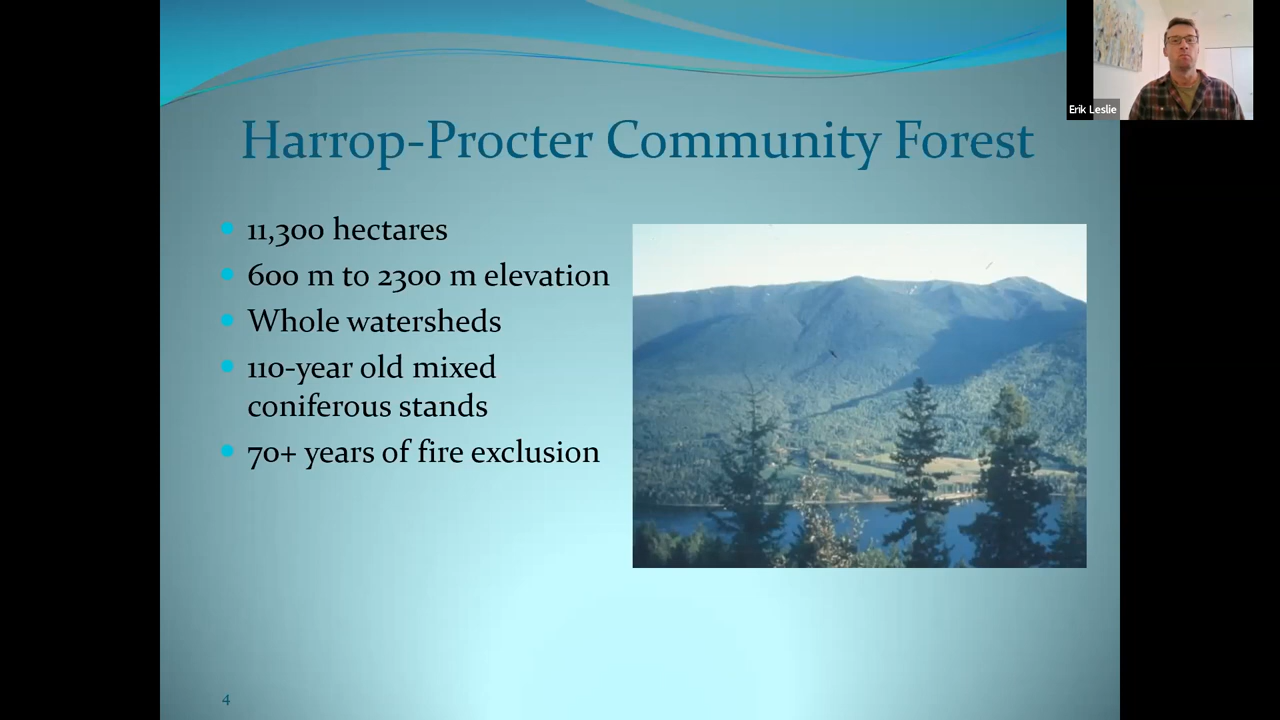 Erik Leslie
Harrop-Procter Community Forest
11,300 hectares
600 m to 2300 m elevation
Whole watersheds
110-year old mixed
coniferous stands
70+ years of fire exclusion
4